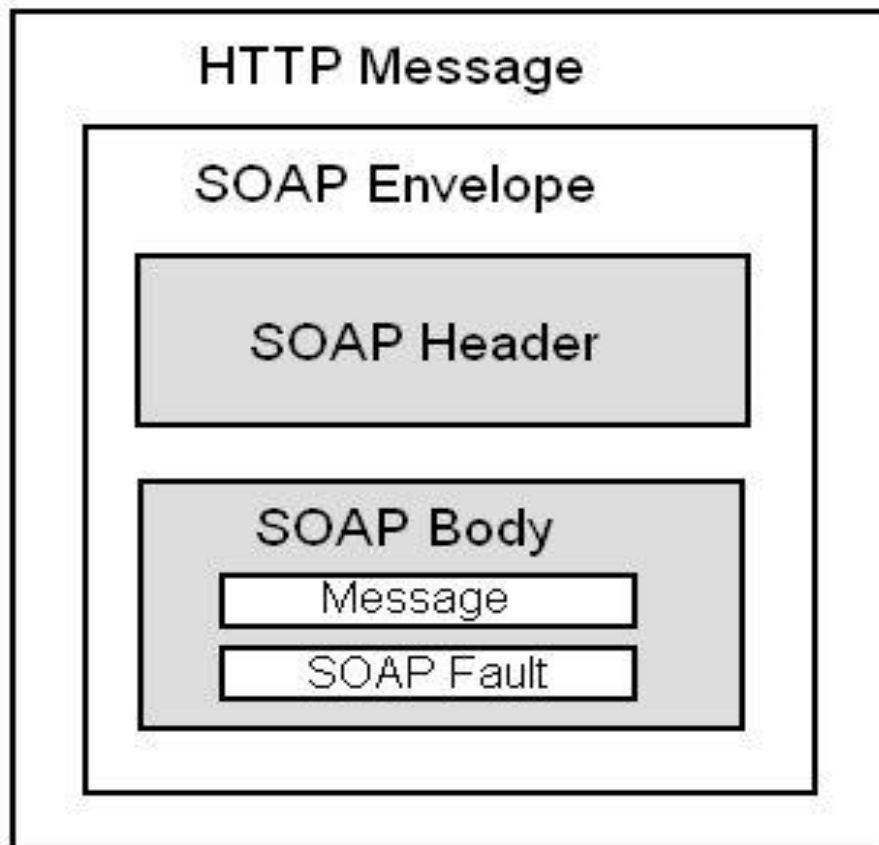 HTTP Message
SOAP Envelope
SOAP Header
SOAP Body
Message
SOAP Fault